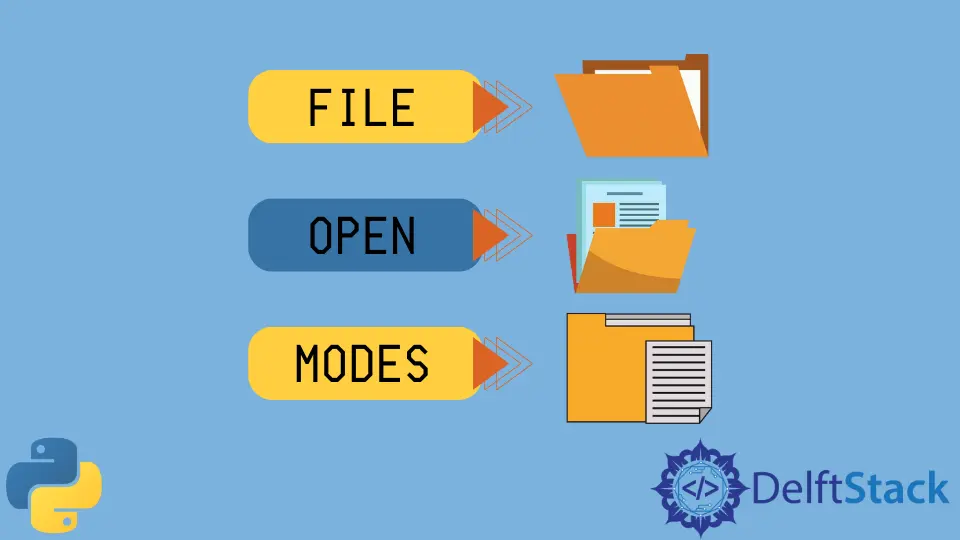 FILE
OPEN
MODES
</>
DelftStack